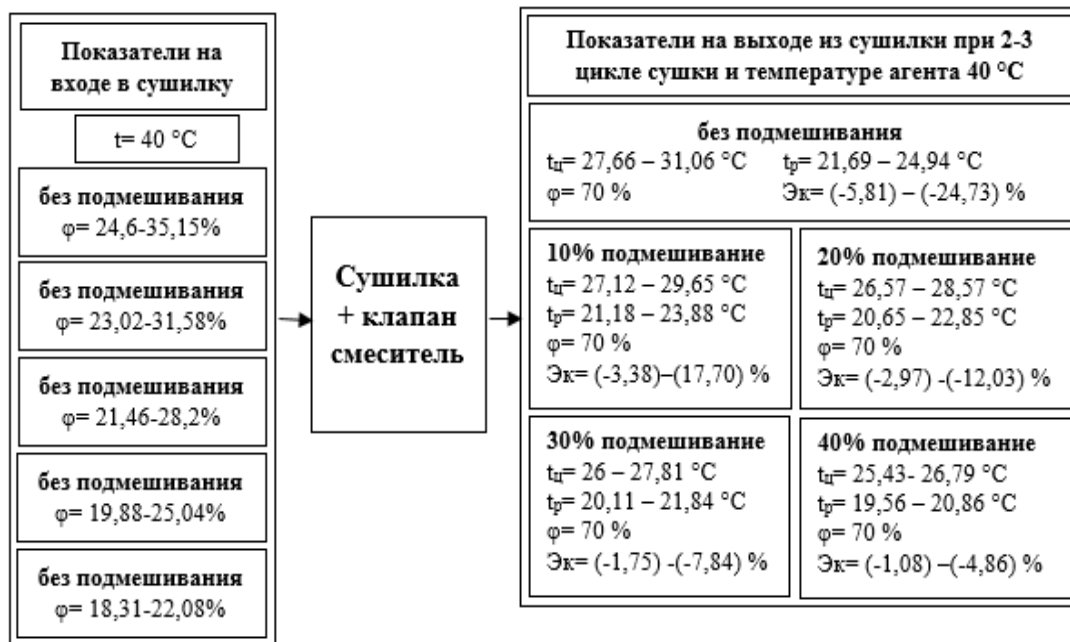 Показатели на
входе в сушилку
t= 40 °C
без подмешивания
φ= 24,6-35,15%
без подмешивания
φ= 23,02-31,58%
без подмешивания
φ= 21,46-28,2%
без подмешивания
φ= 19,88-25,04%
без подмешивания
φ= 18,31-22,08%
Сушилка
+ клапан
смеситель
Показатели на выходе из сушилки при 2-3
цикле сушки и температуре агента 40 °C
без подмешивания
tц= 27,66 – 31,06 °C tр= 21,69 – 24,94 °C
φ= 70 % Эк= (-5,81) – (-24,73) %
10% подмешивание
tц= 27,12 – 29,65 °C
tр= 21,18 – 23,88 °C
φ= 70 %
Эк= (-3,38)–(17,70) %
20% подмешивание
tц= 26,57 – 28,57 °C
tр= 20,65 – 22,85 °C
φ= 70 %
Эк= (-2,97) -(-12,03) %
30% подмешивание
tц= 26 – 27,81 °C
tр= 20,11 – 21,84 °C
φ= 70 %
Эк= (-1,75) -(-7,84) %
40% подмешивание
tц= 25,43- 26,79 °C
tр= 19,56 – 20,86 °C
φ= 70 %
Эк= (-1,08) –(-4,86) %